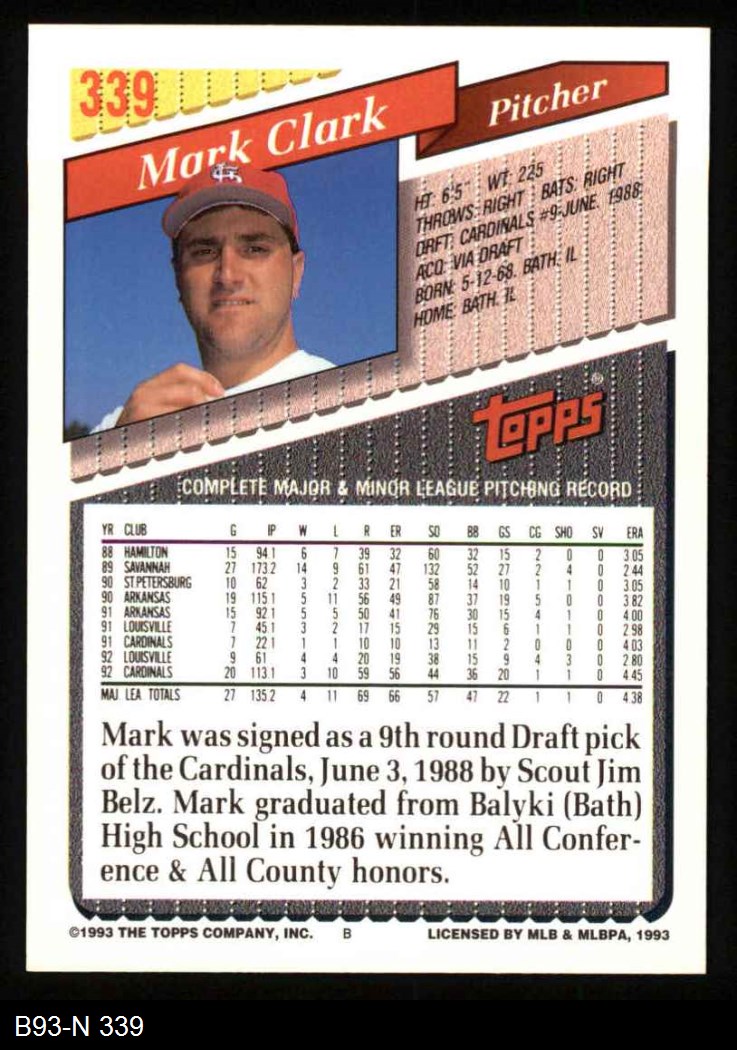 339
Mark Clark
Pitcher
HT: 6'5" WT: 225
THROWS: RIGHT BATS: RIGHT
DRFT: CARDINALS #9-JUNE, 1988
ACQ: VIA DRAFT
BORN: 5-12-68, BATH, IL
HOME: BATH, IL
TOPPS®
COMPLETE MAJOR & MINOR LEAGUE PITCHING RECORD
YR CLUB G IP W L R ER SO BB GS CG SHO SV ERA
88 HAMILTON 15 94.1 6 7 39 32 60 32 15 2 0 0 3.05
89 SAVANNAH 27 173.2 14 9 61 47 132 52 27 2 4 0 2.44
90 ST.PETERSBURG 10 62 3 2 33 21 58 14 10 1 1 0 3.05
90 ARKANSAS 19 115.1 5 11 56 49 87 37 19 5 0 0 3.82
91 ARKANSAS 15 92.1 5 5 50 41 76 30 15 4 1 0 4.00
91 LOUISVILLE 7 45.1 3 2 17 15 29 15 6 1 1 0 2.98
91 CARDINALS 7 22.1 1 1 10 10 13 11 2 0 0 0 4.03
92 LOUISVILLE 9 61 4 4 20 19 38 15 9 4 3 0 2.80
92 CARDINALS 20 113.1 3 10 59 56 44 36 20 1 1 0 4.45
MAJ. LEA. TOTALS 27 135.2 4 11 69 66 57 47 22 1 1 0 4.38
Mark was signed as a 9th round Draft pick
of the Cardinals, June 3, 1988 by Scout Jim
Belz. Mark graduated from Balyki (Bath)
High School in 1986 winning All Confer-
ence & All County honors.
©1993 THE TOPPS COMPANY, INC. B LICENSED BY MLB & MLBPA, 1993
B93-N 339